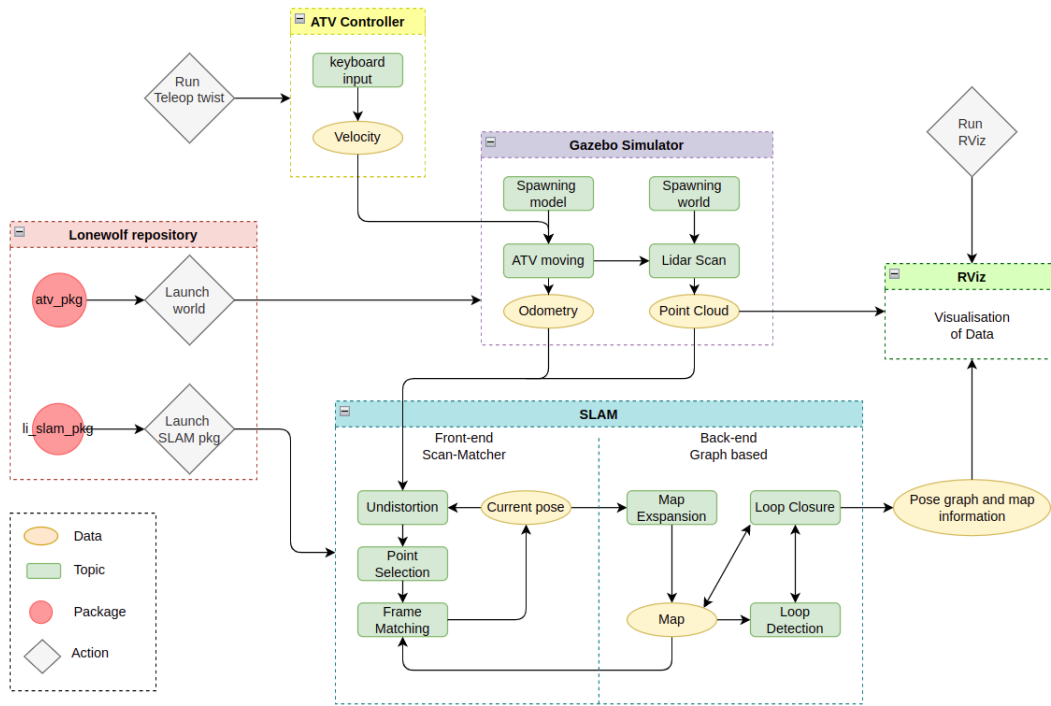 ATV Controller
keyboard
input
Velocity
Run
Teleop twist
Gazebo Simulator
Spawning
model
Spawning
world
ATV moving
Lidar Scan
Odometry
Point Cloud
Run
RViz
RViz
Visualisation
of Data
Lonewolf repository
atv_pkg
Launch
world
li_slam_pkg
Launch
SLAM pkg
SLAM
Front-end
Scan-Matcher
Back-end
Graph based
Undistortion
Current pose
Map
Exspansion
Loop Closure
Point
Selection
Frame
Matching
Map
Loop
Detection
Pose graph and map
information
Data
Topic
Package
Action